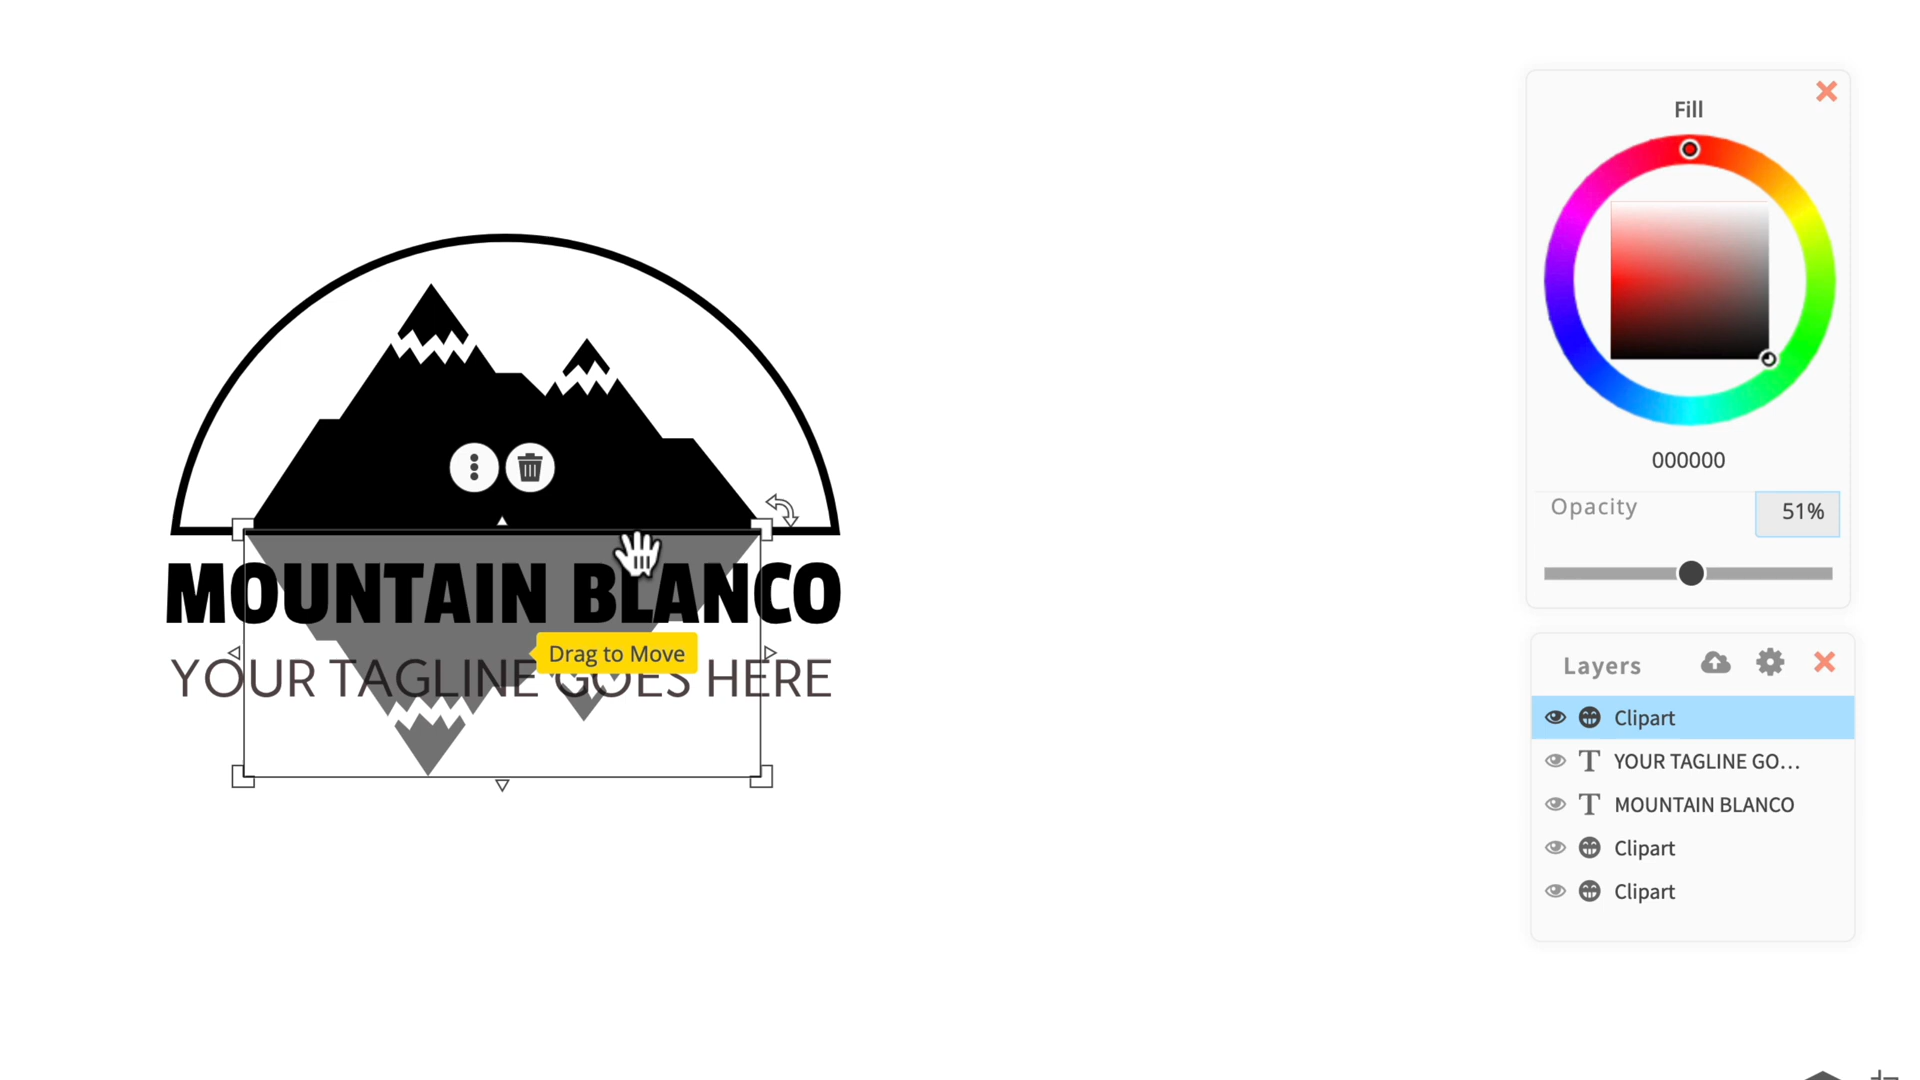 Fill
000000
Opacity 51%
MOUNTAIN BLANCO
Drag to Move
YOUR TAGLINE GOES HERE
Layers
Clipart
YOUR TAGLINE GO...
MOUNTAIN BLANCO
Clipart
Clipart